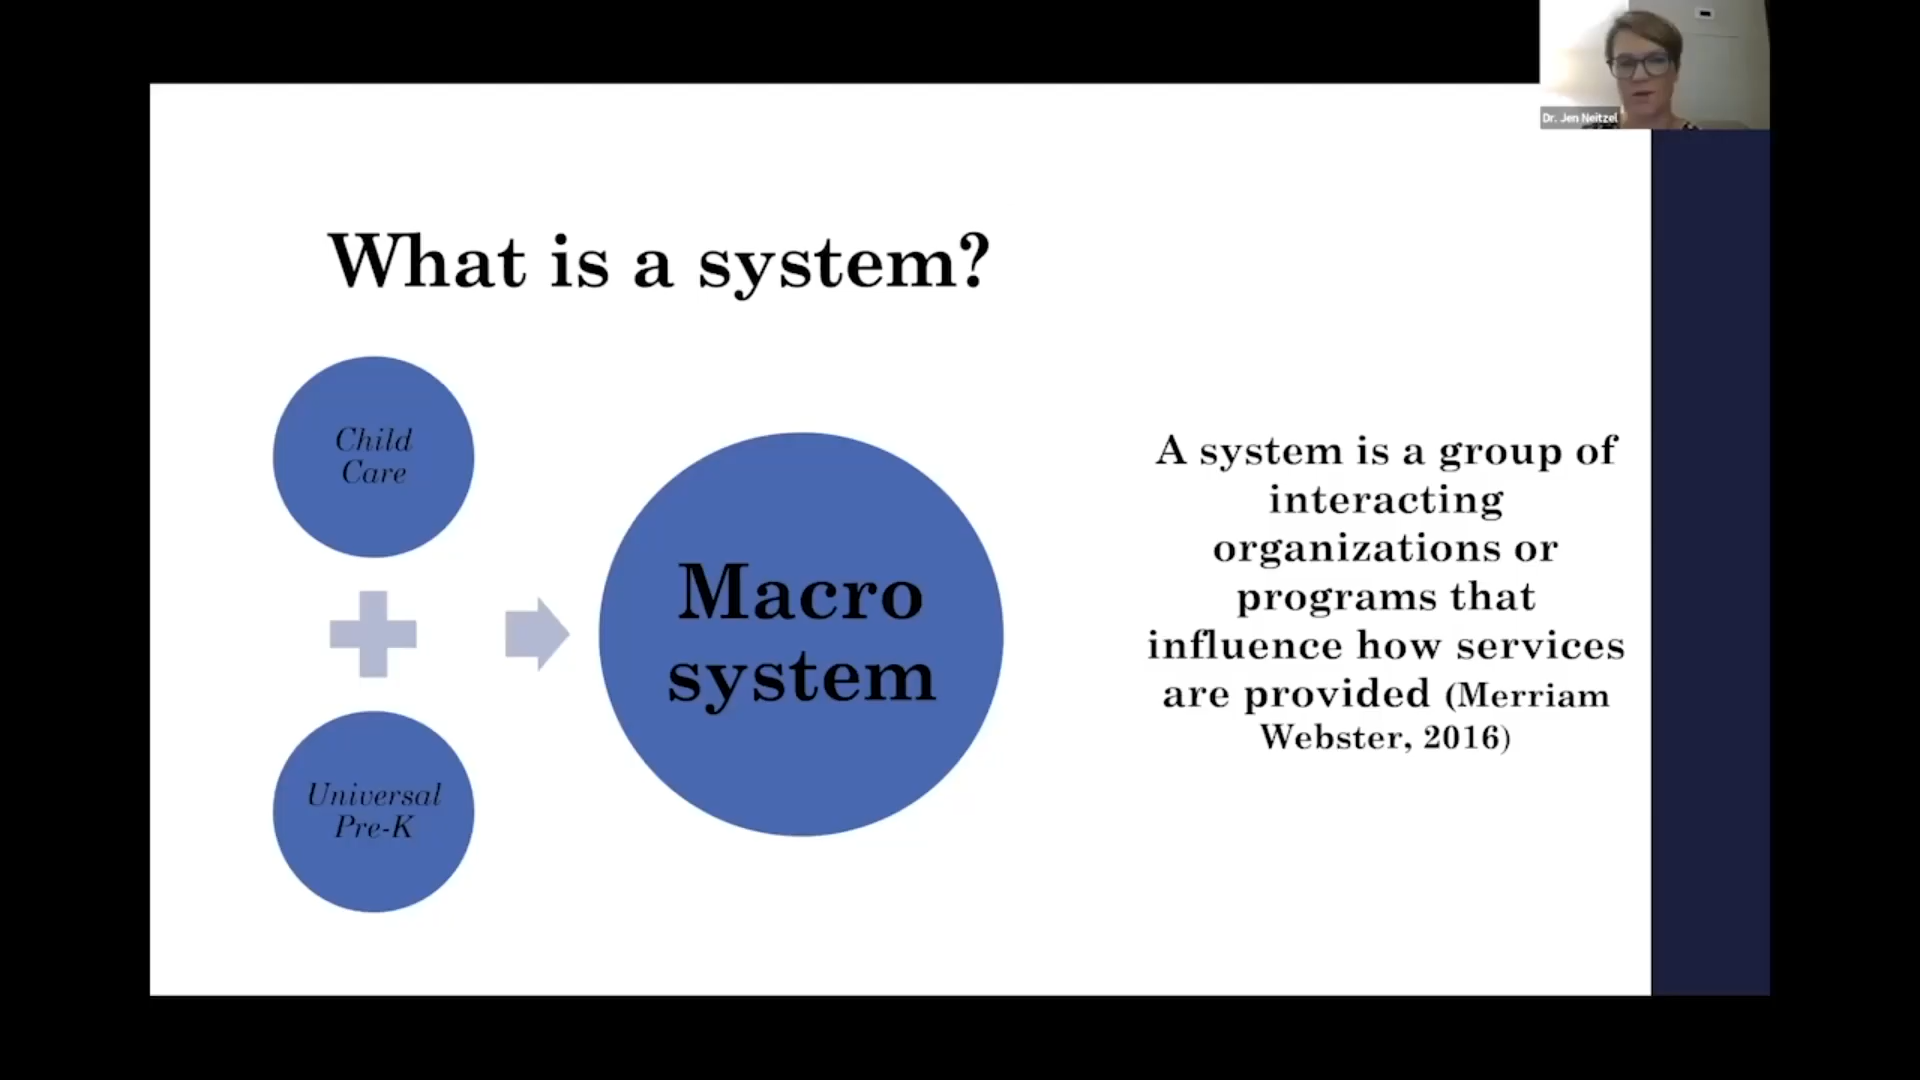 Dr. Jen Neitzel
What is a system?
Child
Care
Universal
Pre-K
Macro
system
A system is a group of
interacting
organizations or
programs that
influence how services
are provided (Merriam
Webster, 2016)